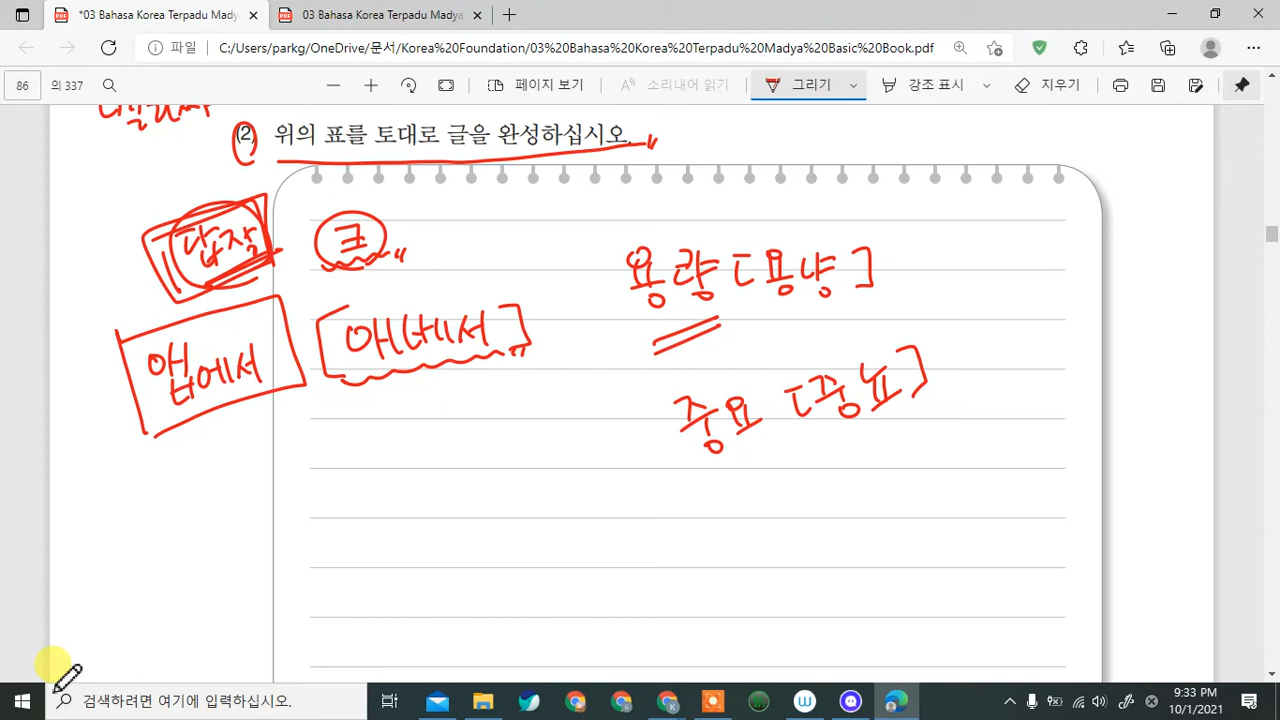 *03 Bahasa Korea Terpadu Mady
03 Bahasa Korea Terpadu Madya
파일
C:/Users/parkg/OneDrive/문서/Korea%20Foundation/03%20Bahasa%20Korea%20Terpadu%20Madya%20Basic%20Book.pdf
86 의 337
페이지 보기
소리내어 읽기
그리기
강조 표시
지우기
(2) 위의 표를 토대로 글을 완성하십시오.
답장
크
용량 [용냥]
앱에서
[애베서]
중요 [중뇨]
검색하려면 여기에 입력하십시오.
9:33 PM
10/1/2021